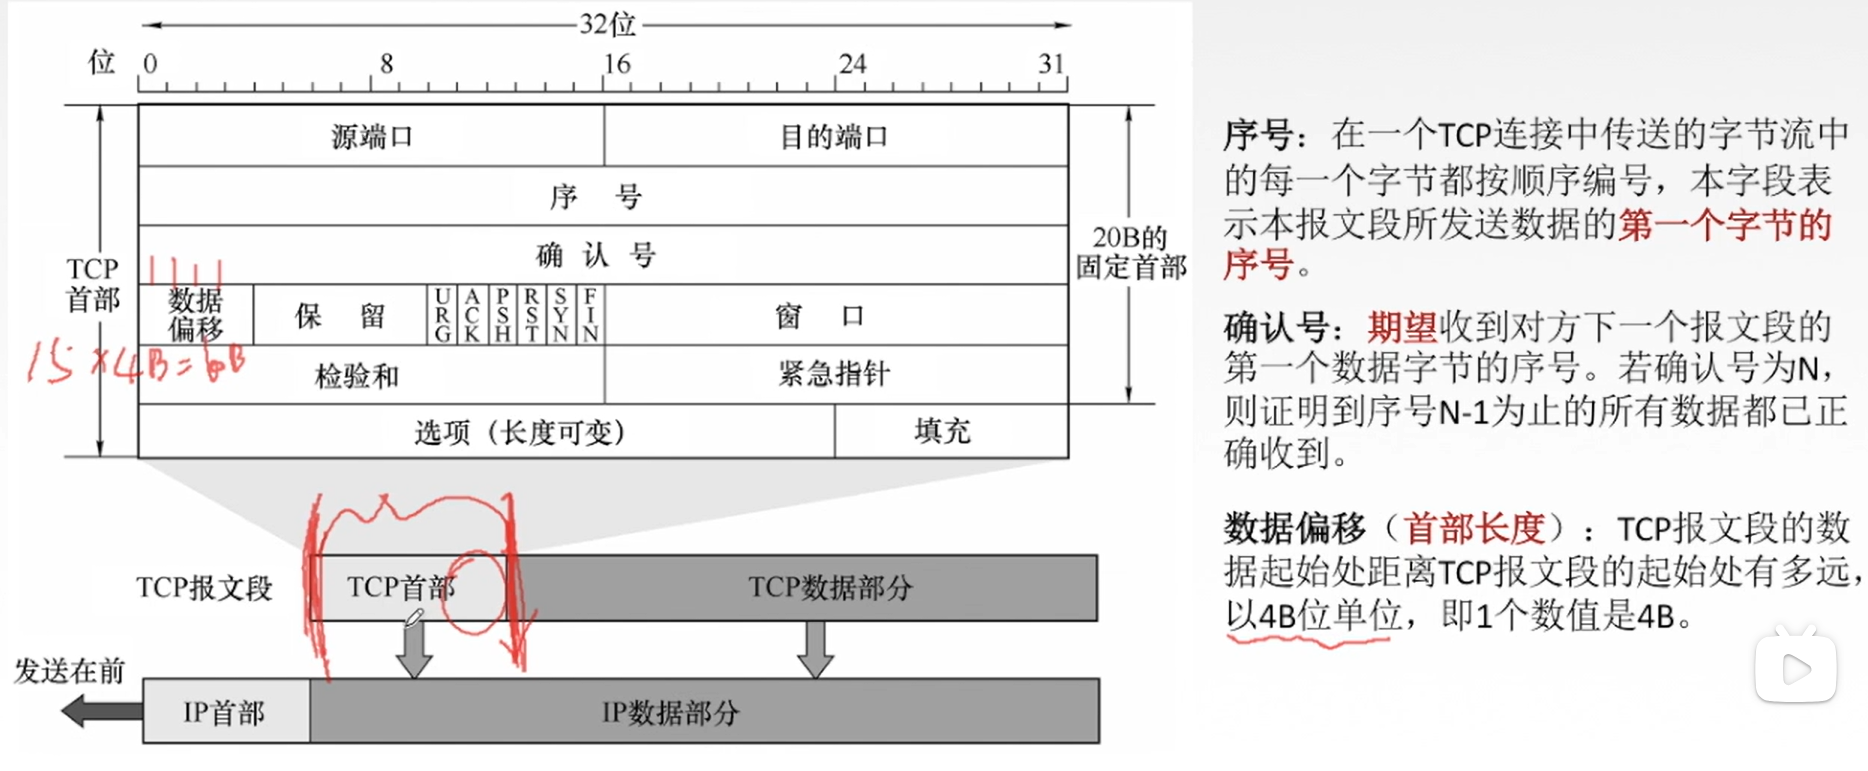 32位
位 0 8 16 24 31
源端口 目的端口
序 号
确 认 号
TCP
首部
20B的
固定首部
数据
偏移
保 留
URG
ACK
PSH
RST
SYN
FIN
窗 口
15×4B=60B
检验和 紧急指针
选项（长度可变） 填充
TCP报文段 TCP首部 TCP数据部分
发送在前
IP首部 IP数据部分
序号：在一个TCP连接中传送的字节流中
的每一个字节都按顺序编号，本字段表
示本报文段所发送数据的第一个字节的
序号。
确认号：期望收到对方下一个报文段的
第一个数据字节的序号。若确认号为N，
则证明到序号N-1为止的所有数据都已正
确收到。
数据偏移（首部长度）：TCP报文段的数
据起始处距离TCP报文段的起始处有多远，
以4B位单位，即1个数值是4B。
1111